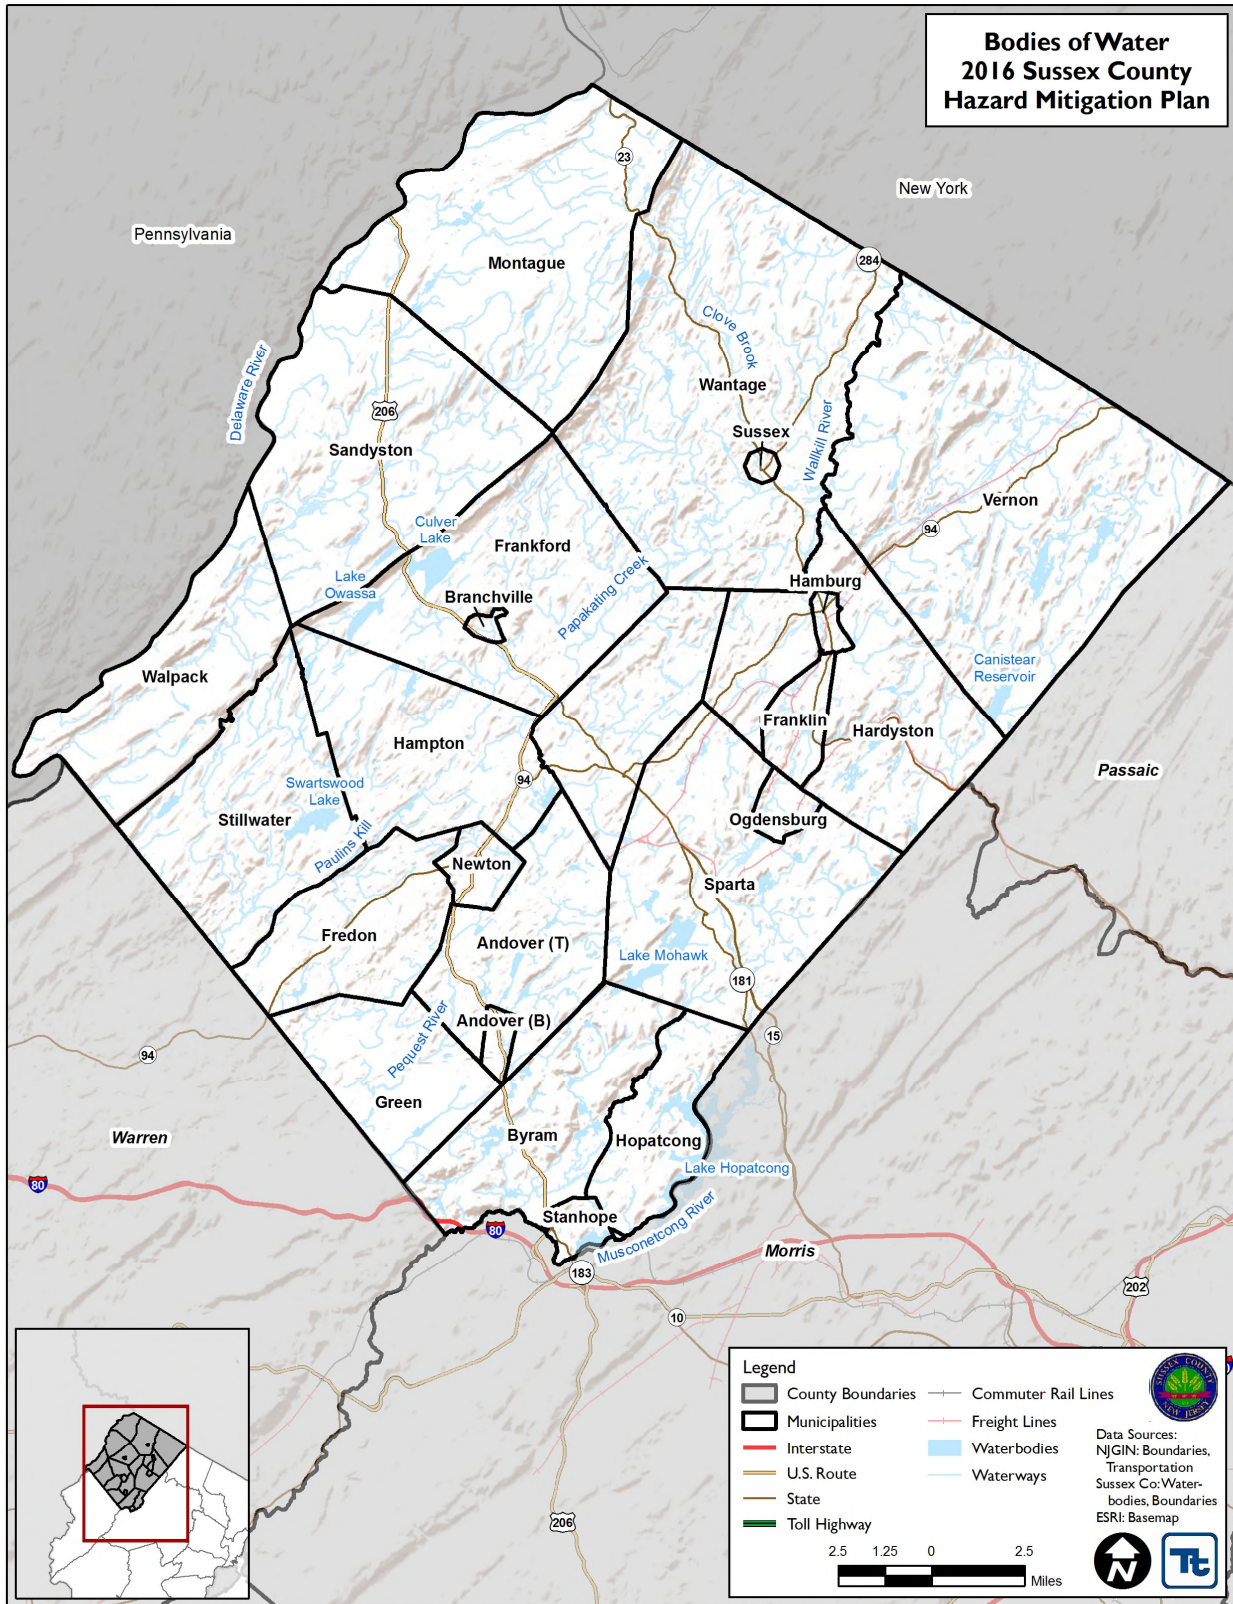 Bodies of Water
2016 Sussex County
Hazard Mitigation Plan
New York
Pennsylvania
23
284
Montague
Clove Brook
Wantage
Delaware River
206
Sandyston
Sussex
Wallkill River
Vernon
94
Culver
Lake
Frankford
Lake
Owassa
Branchville
Papakating Creek
Hamburg
Canistear
Reservoir
Walpack
Franklin
Hardyston
Hampton
94
Passaic
Swartswood
Lake
Stillwater
Paulins Kill
Ogdensburg
Newton
Sparta
Fredon
Andover (T)
Lake Mohawk
181
Andover (B)
15
Pequest River
94
Green
Warren
Byram
Hopatcong
Lake Hopatcong
80
Stanhope
80
Musconetcong River
Morris
183
202
10
206
Legend
County Boundaries
Municipalities
Interstate
U.S. Route
State
Toll Highway
Commuter Rail Lines
Freight Lines
Waterbodies
Waterways
SUSSEX COUNTY
NEW JERSEY
Data Sources:
NJGIN: Boundaries,
Transportation
Sussex Co: Water-
bodies, Boundaries
ESRI: Basemap
2.5 1.25 0 2.5
Miles
N
Tt